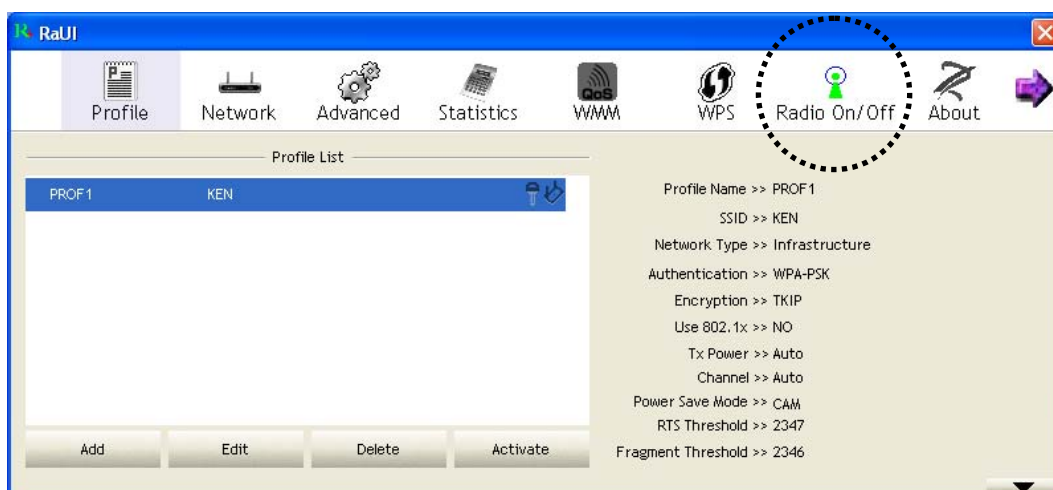 RaUI
Profile Network Advanced Statistics QoS WMM WPS Radio On/Off About
Profile List
PROF1 KEN
Add Edit Delete Activate
Profile Name >> PROF1
SSID >> KEN
Network Type >> Infrastructure
Authentication >> WPA-PSK
Encryption >> TKIP
Use 802.1x >> NO
Tx Power >> Auto
Channel >> Auto
Power Save Mode >> CAM
RTS Threshold >> 2347
Fragment Threshold >> 2346